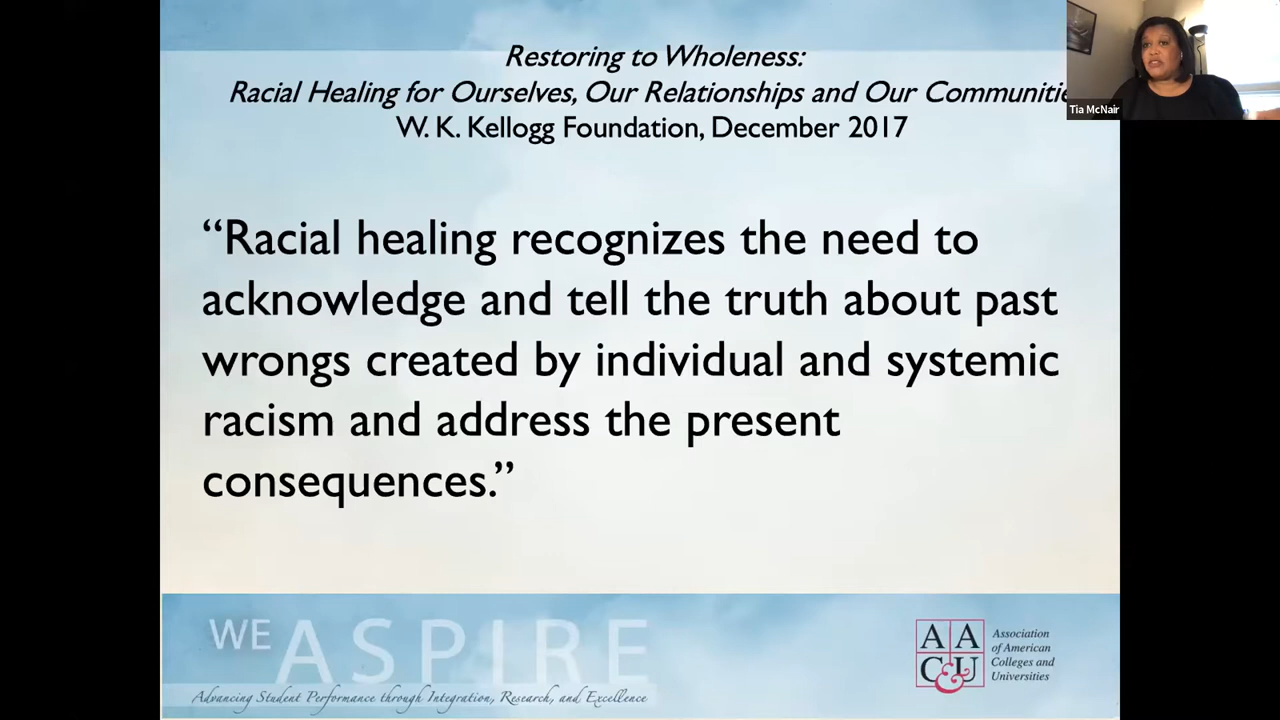 Restoring to Wholeness:
Racial Healing for Ourselves, Our Relationships and Our Communitie
W. K. Kellogg Foundation, December 2017
Tia McNair
“Racial healing recognizes the need to
acknowledge and tell the truth about past
wrongs created by individual and systemic
racism and address the present
consequences.”
WE ASPIRE
Advancing Student Performance through Integration, Research, and Excellence
AAC&U
Association
of American
Colleges and
Universities